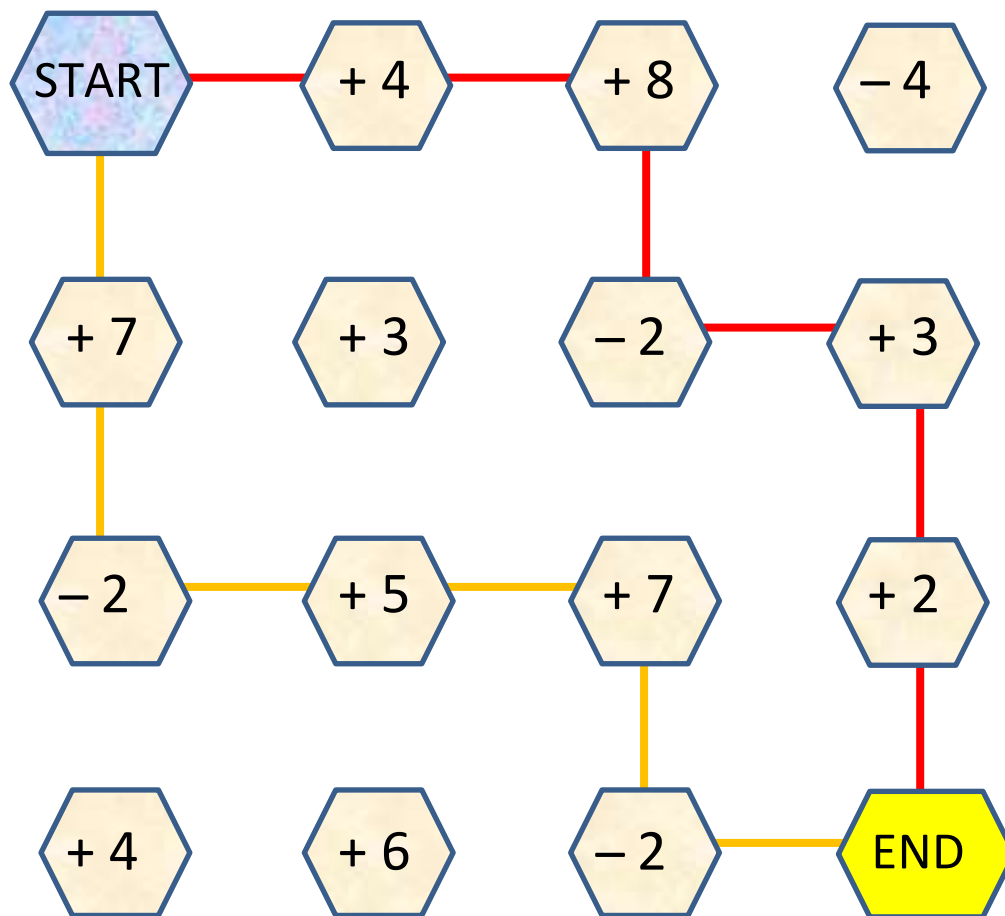 START + 4 + 8 – 4
+ 7 + 3 – 2 + 3
– 2 + 5 + 7 + 2
+ 4 + 6 – 2 END